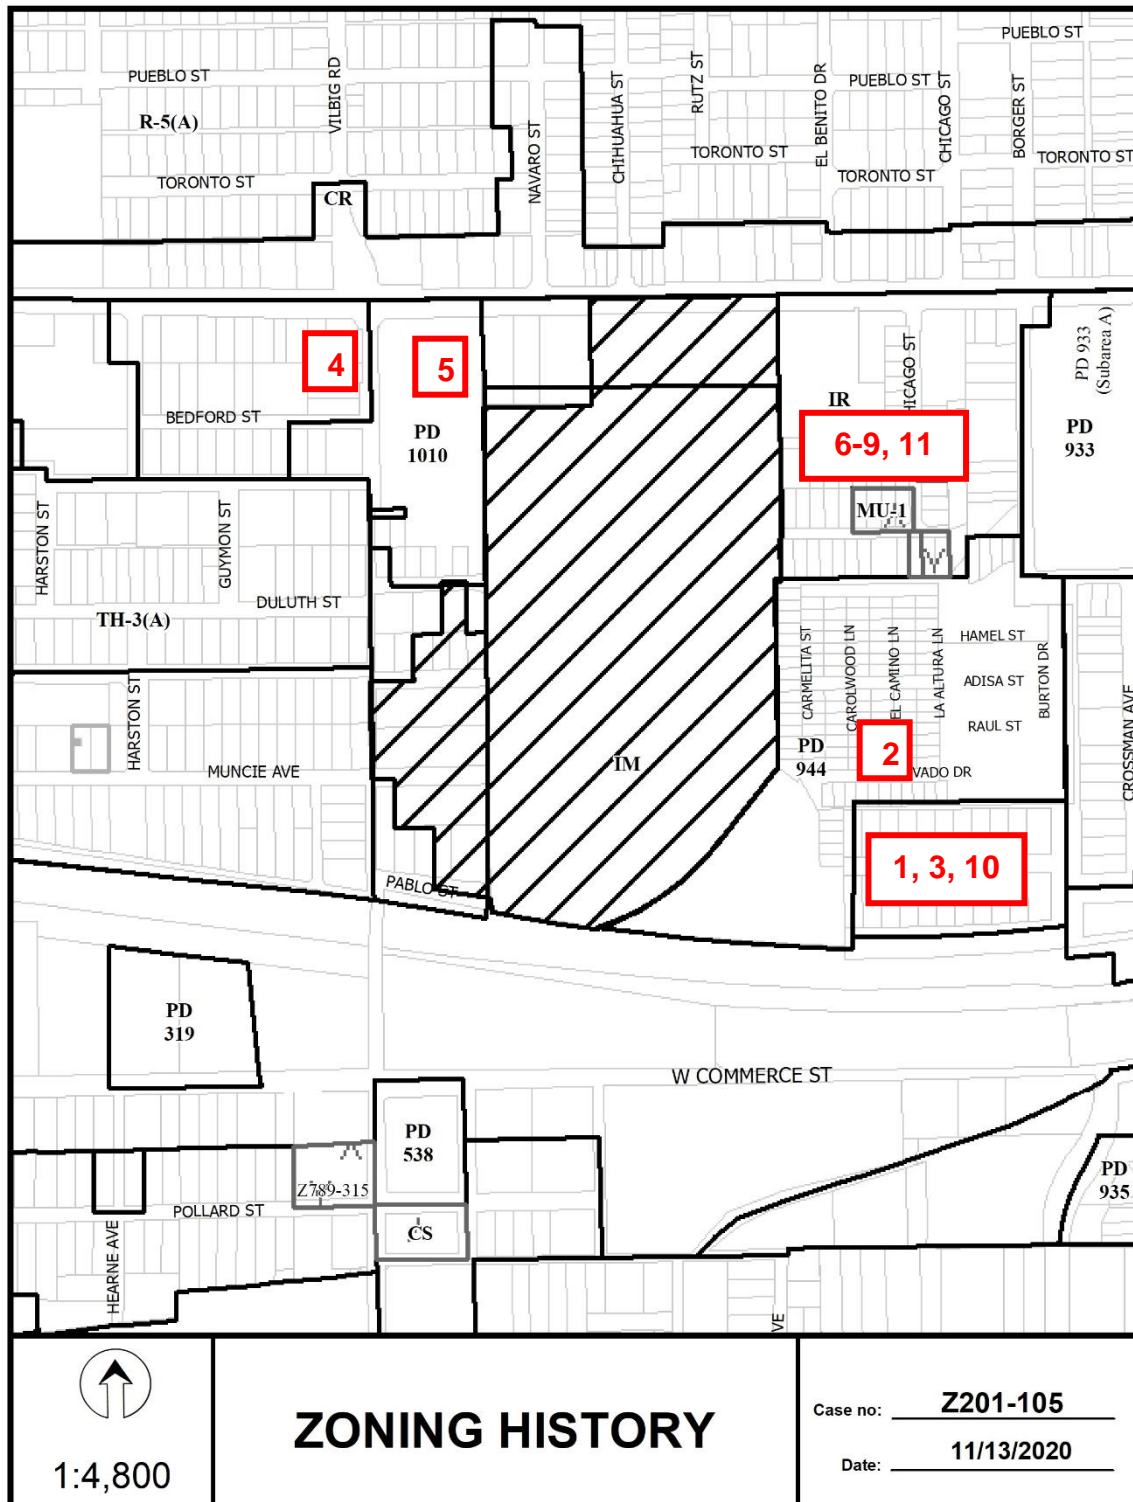 PUEBLO ST
PUEBLO ST
PUEBLO ST
VILBIG RD
R-5(A)
NAVARO ST
CHIHUAHUA ST
RUTZ ST
EL BENITO DR
CHICAGO ST
BORGER ST
TORONTO ST
TORONTO ST
TORONTO ST
TORONTO ST
CR
4
5
BEDFORD ST
PD
1010
IR
HICAGO ST
6-9, 11
MU-1
PD 933
(Subarea A)
PD
933
HARSTON ST
GUYMON ST
DULUTH ST
TH-3(A)
CARMELITA ST
CAROLWOOD LN
EL CAMINO LN
LA ALTURA LN
HAMEL ST
ADISA ST
RAUL ST
BURTON DR
CROSSMAN AVE
HARSTON ST
MUNCIE AVE
IM
PD
944
2
VADO DR
1, 3, 10
PABLO ST
PD
319
W COMMERCE ST
PD
538
Z789-315
POLLARD ST
CS
HEARNE AVE
PD
935
VE
1:4,800
ZONING HISTORY
Case no: Z201-105
Date: 11/13/2020